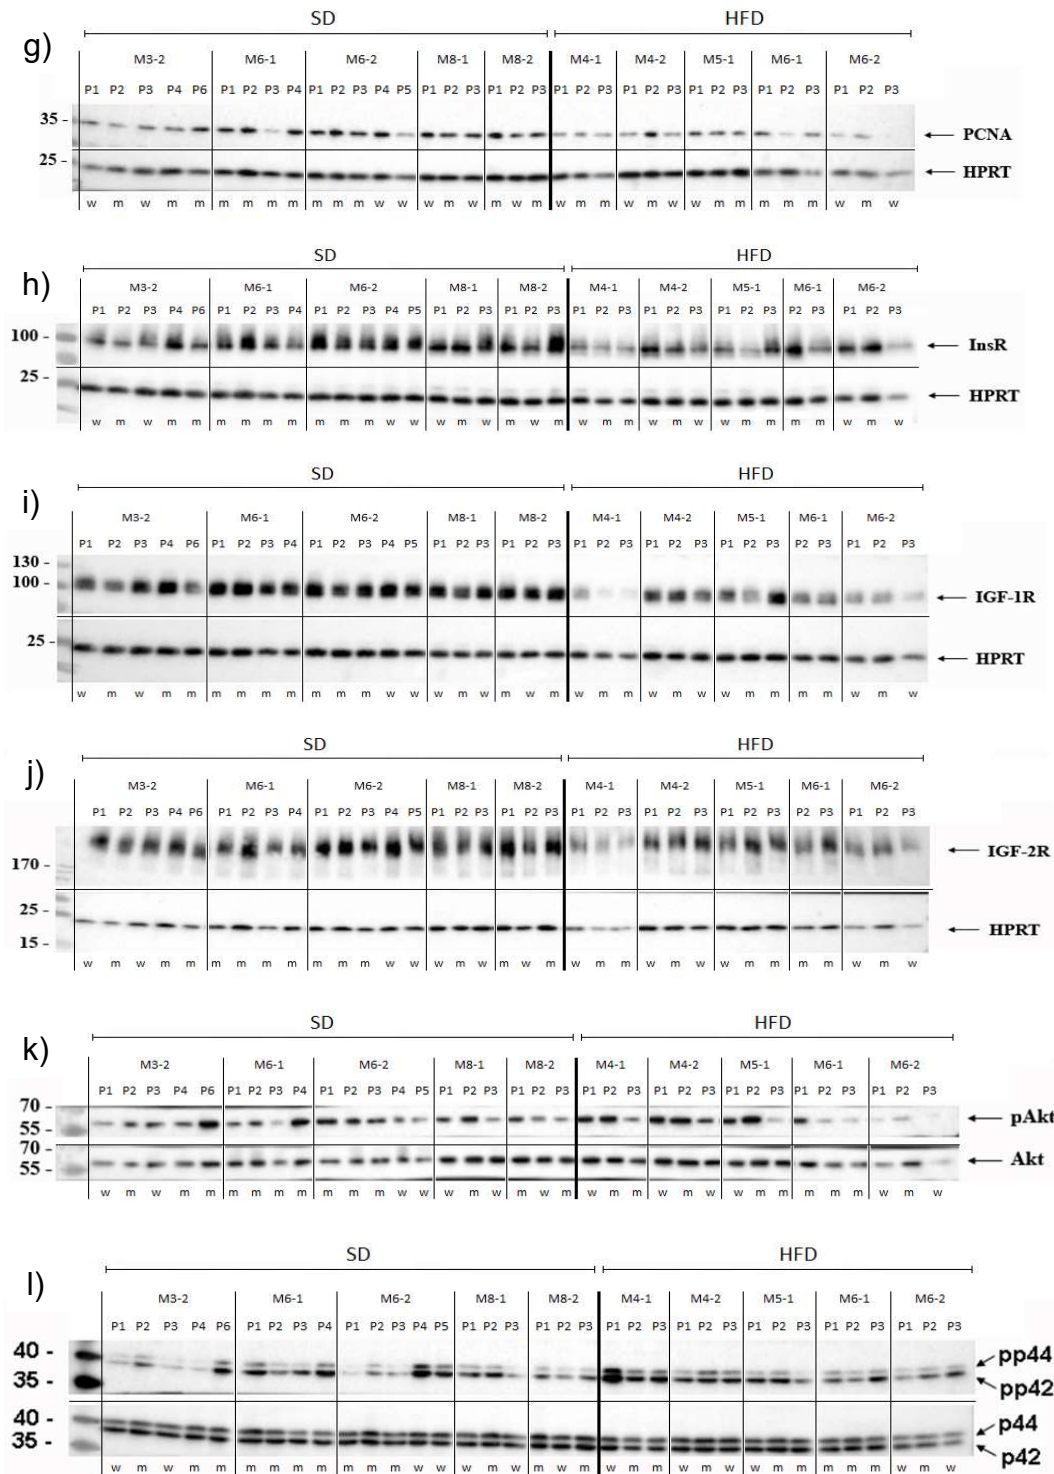 g)
SD HFD
M3-2 M6-1 M6-2 M8-1 M8-2 M4-1 M4-2 M5-1 M6-1 M6-2
P1 P2 P3 P4 P6 P1 P2 P3 P4 P1 P2 P3 P4 P5 P1 P2 P3 P1 P2 P3 P1 P2 P3 P1 P2 P3 P1 P2 P3 P1 P2 P3 P1 P2 P3
35 - PCNA
25 - HPRT
w m w m m m m m m m m m w w w m w m w m w m m w m w w m m w m m w m w
h)
SD HFD
M3-2 M6-1 M6-2 M8-1 M8-2 M4-1 M4-2 M5-1 M6-1 M6-2
P1 P2 P3 P4 P6 P1 P2 P3 P4 P1 P2 P3 P4 P5 P1 P2 P3 P1 P2 P3 P1 P2 P3 P1 P2 P3 P1 P2 P3 P2 P3 P1 P2 P3
100 - InsR
25 - HPRT
w m w m m m m m m m m m w w w m w m w m w m m w m w w m m m m w m w
i)
SD HFD
M3-2 M6-1 M6-2 M8-1 M8-2 M4-1 M4-2 M5-1 M6-1 M6-2
P1 P2 P3 P4 P6 P1 P2 P3 P4 P1 P2 P3 P4 P5 P1 P2 P3 P1 P2 P3 P1 P2 P3 P1 P2 P3 P1 P2 P3 P2 P3 P1 P2 P3
130 -
100 - IGF-1R
25 - HPRT
w m w m m m m m m m m m w w w m w m w m w m m w m w w m m m m w m w
j)
SD HFD
M3-2 M6-1 M6-2 M8-1 M8-2 M4-1 M4-2 M5-1 M6-1 M6-2
P1 P2 P3 P4 P6 P1 P2 P3 P4 P1 P2 P3 P4 P5 P1 P2 P3 P1 P2 P3 P1 P2 P3 P1 P2 P3 P1 P2 P3 P2 P3 P1 P2 P3
170 - IGF-2R
25 -
15 - HPRT
w m w m m m m m m m m m w w w m w m w m w m m w m w w m m m m w m w
k)
SD HFD
M3-2 M6-1 M6-2 M8-1 M8-2 M4-1 M4-2 M5-1 M6-1 M6-2
P1 P2 P3 P4 P6 P1 P2 P3 P4 P1 P2 P3 P4 P5 P1 P2 P3 P1 P2 P3 P1 P2 P3 P1 P2 P3 P1 P2 P3 P1 P2 P3 P1 P2 P3
70 -
55 - pAkt
70 -
55 - Akt
w m w m m m m m m m m m w w w m w m w m w m m w m w w m m w m m w m w
l)
SD HFD
M3-2 M6-1 M6-2 M8-1 M8-2 M4-1 M4-2 M5-1 M6-1 M6-2
P1 P2 P3 P4 P6 P1 P2 P3 P4 P1 P2 P3 P4 P5 P1 P2 P3 P1 P2 P3 P1 P2 P3 P1 P2 P3 P1 P2 P3 P1 P2 P3 P1 P2 P3
40 - pp44
35 - pp42
40 - p44
35 - p42
w m w m m m m m m m m m w w w m w m w m w m m w m w w m m w m m w m w